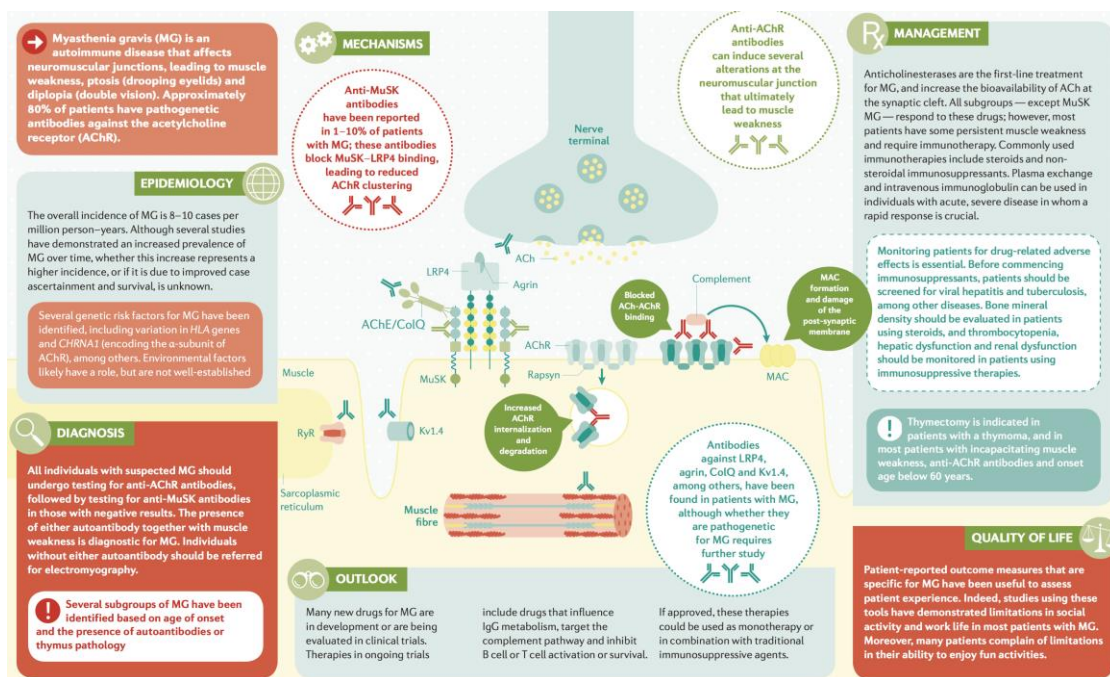 Myasthenia gravis (MG) is an
autoimmune disease that affects
neuromuscular junctions, leading to muscle
weakness, ptosis (drooping eyelids) and
diplopia (double vision). Approximately
80% of patients have pathogenetic
antibodies against the acetylcholine
receptor (AChR).
EPIDEMIOLOGY
The overall incidence of MG is 8–10 cases per
million person–years. Although several studies
have demonstrated an increased prevalence of
MG over time, whether this increase represents a
higher incidence, or if it is due to improved case
ascertainment and survival, is unknown.
Several genetic risk factors for MG have been
identified, including variation in HLA genes
and CHRNA1 (encoding the α-subunit of
AChR), among others. Environmental factors
likely have a role, but are not well-established
DIAGNOSIS
All individuals with suspected MG should
undergo testing for anti-AChR antibodies,
followed by testing for anti-MuSK antibodies
in those with negative results. The presence
of either autoantibody together with muscle
weakness is diagnostic for MG. Individuals
without either autoantibody should be referred
for electromyography.
! Several subgroups of MG have been
identified based on age of onset
and the presence of autoantibodies or
thymus pathology
MECHANISMS
Anti-MuSK
antibodies
have been reported
in 1–10% of patients
with MG; these antibodies
block MuSK–LRP4 binding,
leading to reduced
AChR clustering
Anti-AChR
antibodies
can induce several
alterations at the
neuromuscular junction
that ultimately
lead to muscle
weakness
Nerve
terminal
ACh
LRP4
Agrin
AChE/ColQ
Blocked
ACh-AChR
binding
Complement
MAC
formation
and damage
of the
post-synaptic
membrane
AChR
Rapsyn
MAC
Muscle
MuSK
RyR
Kv1.4
Increased
AChR
internalization
and
degradation
Sarcoplasmic
reticulum
Muscle
fibre
Antibodies
against LRP4,
agrin, ColQ and Kv1.4,
among others, have been
found in patients with MG,
although whether they
are pathogenetic
for MG requires
further study
OUTLOOK
Many new drugs for MG are
in development or are being
evaluated in clinical trials.
Therapies in ongoing trials
include drugs that influence
IgG metabolism, target the
complement pathway and inhibit
B cell or T cell activation or survival.
If approved, these therapies
could be used as monotherapy or
in combination with traditional
immunosuppressive agents.
Rx MANAGEMENT
Anticholinesterases are the first-line treatment
for MG, and increase the bioavailability of ACh at
the synaptic cleft. All subgroups — except MuSK
MG — respond to these drugs; however, most
patients have some persistent muscle weakness
and require immunotherapy. Commonly used
immunotherapies include steroids and non-
steroidal immunosuppressants. Plasma exchange
and intravenous immunoglobulin can be used in
individuals with acute, severe disease in whom a
rapid response is crucial.
Monitoring patients for drug-related adverse
effects is essential. Before commencing
immunosuppressants, patients should be
screened for viral hepatitis and tuberculosis,
among other diseases. Bone mineral
density should be evaluated in patients
using steroids, and thrombocytopenia,
hepatic dysfunction and renal dysfunction
should be monitored in patients using
immunosuppressive therapies.
! Thymectomy is indicated in
patients with a thymoma, and in
most patients with incapacitating muscle
weakness, anti-AChR antibodies and onset
age below 60 years.
QUALITY OF LIFE
Patient-reported outcome measures that are
specific for MG have been useful to assess
patient experience. Indeed, studies using these
tools have demonstrated limitations in social
activity and work life in most patients with MG.
Moreover, many patients complain of limitations
in their ability to enjoy fun activities.